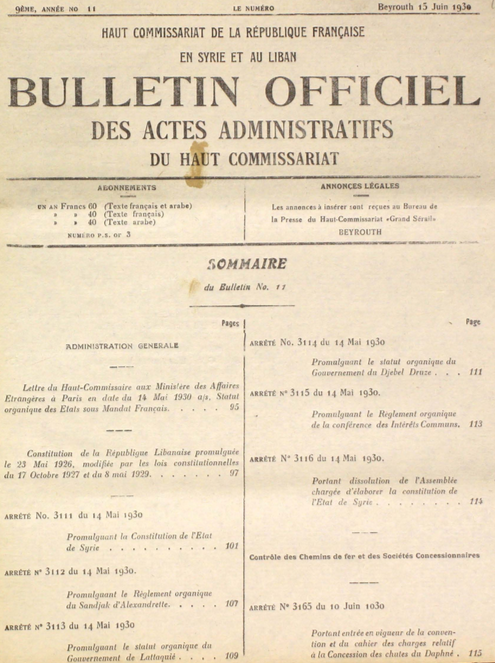 9ÈME, ANNÉE NO 11
LE NUMÉRO
Beyrouth 15 Juin 1930
HAUT COMMISSARIAT DE LA RÉPUBLIQUE FRANÇAISE
EN SYRIE ET AU LIBAN
BULLETIN OFFICIEL
DES ACTES ADMINISTRATIFS
DU HAUT COMMISSARIAT
ABONNEMENTS
UN AN Francs 60 (Texte français et arabe)
» » 40 (Texte français)
» » 40 (Texte arabe)
NUMÉRO P.S. OU 3
ANNONCES LÉGALES
Les annonces à insérer sont reçues au Bureau de
la Presse du Haut-Commissariat «Grand Sérail»
BEYROUTH
SOMMAIRE
du Bulletin No. 11
Pages
ADMINISTRATION GENERALE
Lettre du Haut-Commissaire aux Ministère des Affaires
Etrangères à Paris en date du 14 Mai 1930 a/s. Statut
organique des Etats sous Mandat Français. . . . . 95
Constitution de la République Libanaise promulguée
le 23 Mai 1926, modifiée par les lois constitutionnelles
du 17 Octobre 1927 et du 8 mai 1929. . . . . . . 97
ARRÊTÉ No. 3111 du 14 Mai 1930
Promulguant la Constitution de l'Etat
de Syrie . . . . . . . . . 101
ARRÊTÉ N° 3112 du 14 Mai 1930.
Promulguant le Règlement organique
du Sandjak d'Alexandrette. . . . . 107
ARRÊTÉ N° 3113 du 14 Mai 1930
Promulguant le statut organique du
Gouvernement de Lattaquié . . . . 109
Page
ARRÊTÉ No. 3114 du 14 Mai 1930
Promulguant le statut organique du
Gouvernement du Djebel Druze . . . 111
ARRÊTÉ N° 3115 du 14 Mai 1930.
Promulguant le Règlement organique
de la conférence des Intérêts Communs. 113
ARRÊTÉ N° 3116 du 14 Mai 1930.
Portant dissolution de l'Assemblée
chargée d'élaborer la constitution de
l'Etat de Syrie . . . . . . . 114
Contrôle des Chemins de fer et des Sociétés Concessionnaires
ARRÊTÉ N° 3165 du 10 Juin 1030
Portant entrée en vigueur de la conven-
tion et du cahier des charges relatif
à la Concession des chutes du Daphné . 115